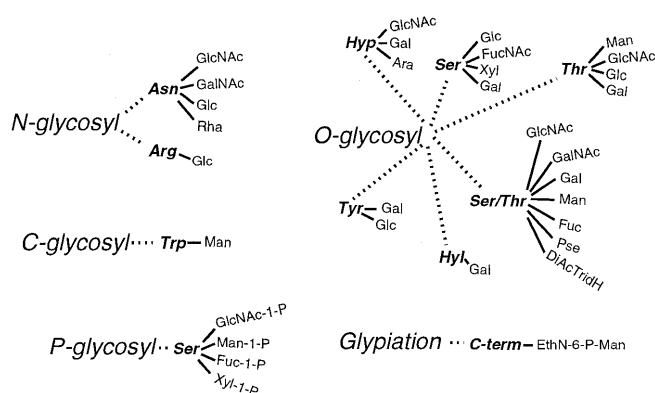 N-glycosyl
Asn
GlcNAc
GalNAc
Glc
Rha
Arg
Glc
O-glycosyl
Hyp
GlcNAc
Gal
Ara
Ser
Glc
FucNAc
Xyl
Gal
Thr
Man
GlcNAc
Glc
Gal
Tyr
Gal
Glc
Hyl
Gal
Ser/Thr
GlcNAc
GalNAc
Gal
Man
Fuc
Pse
DiAcTridH
C-glycosyl Trp Man
P-glycosyl Ser
GlcNAc-1-P
Man-1-P
Fuc-1-P
Xyl-1-P
Glypiation C-term EthN-6-P-Man